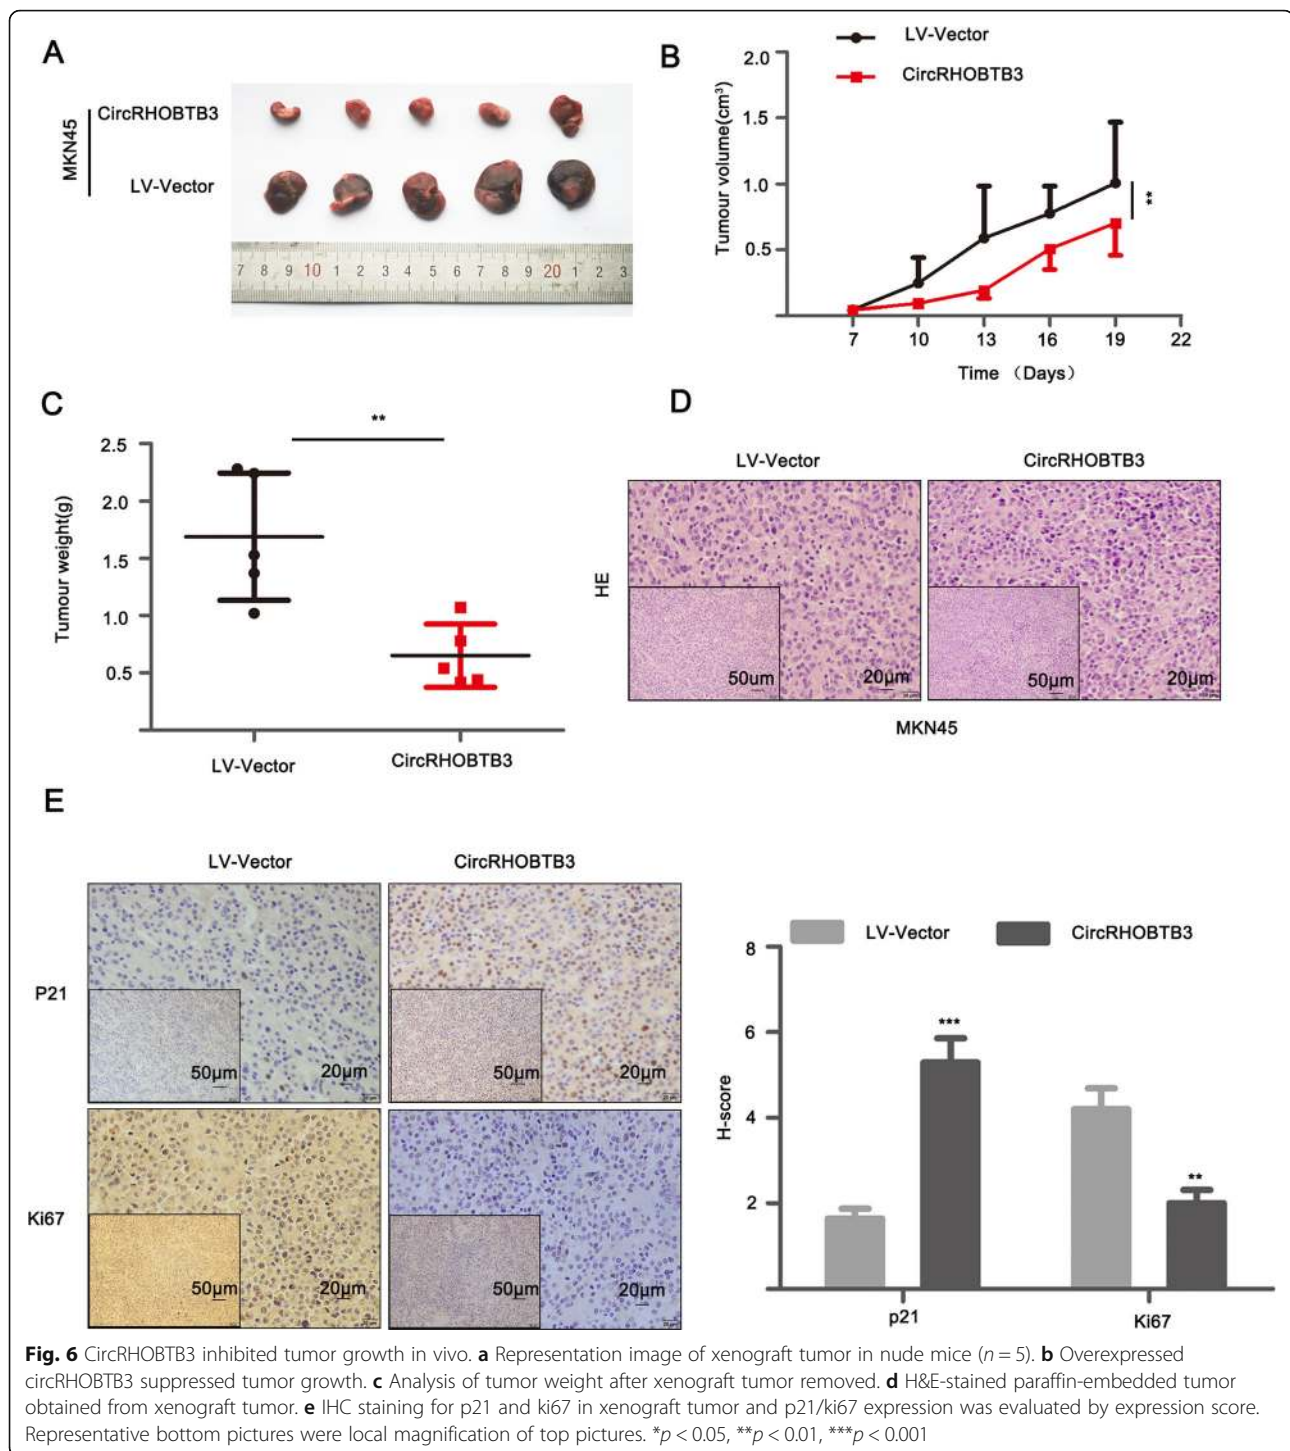 A
CircRHOBTB3
MKN45
LV-Vector
7 8 9 10 1 2 3 4 5 6 7 8 9 20 1 2 3
B
LV-Vector
CircRHOBTB3
Tumour volume(cm³)
2.0
1.5
1.0
0.5
**
7 10 13 16 19 22
Time （Days）
C
**
Tumour weight(g)
2.5
2.0
1.5
1.0
0.5
LV-Vector CircRHOBTB3
D
LV-Vector CircRHOBTB3
HE
50um 20μm 50μm 20μm
MKN45
E
LV-Vector CircRHOBTB3
P21
50μm 20μm 50μm 20μm
Ki67
50μm 20μm 50μm 20μm
LV-Vector CircRHOBTB3
H-score
8
6
4
2
***
**
p21 Ki67
Fig. 6 CircRHOBTB3 inhibited tumor growth in vivo. a Representation image of xenograft tumor in nude mice (n = 5). b Overexpressed
circRHOBTB3 suppressed tumor growth. c Analysis of tumor weight after xenograft tumor removed. d H&E-stained paraffin-embedded tumor
obtained from xenograft tumor. e IHC staining for p21 and ki67 in xenograft tumor and p21/ki67 expression was evaluated by expression score.
Representative bottom pictures were local magnification of top pictures. *p < 0.05, **p < 0.01, ***p < 0.001